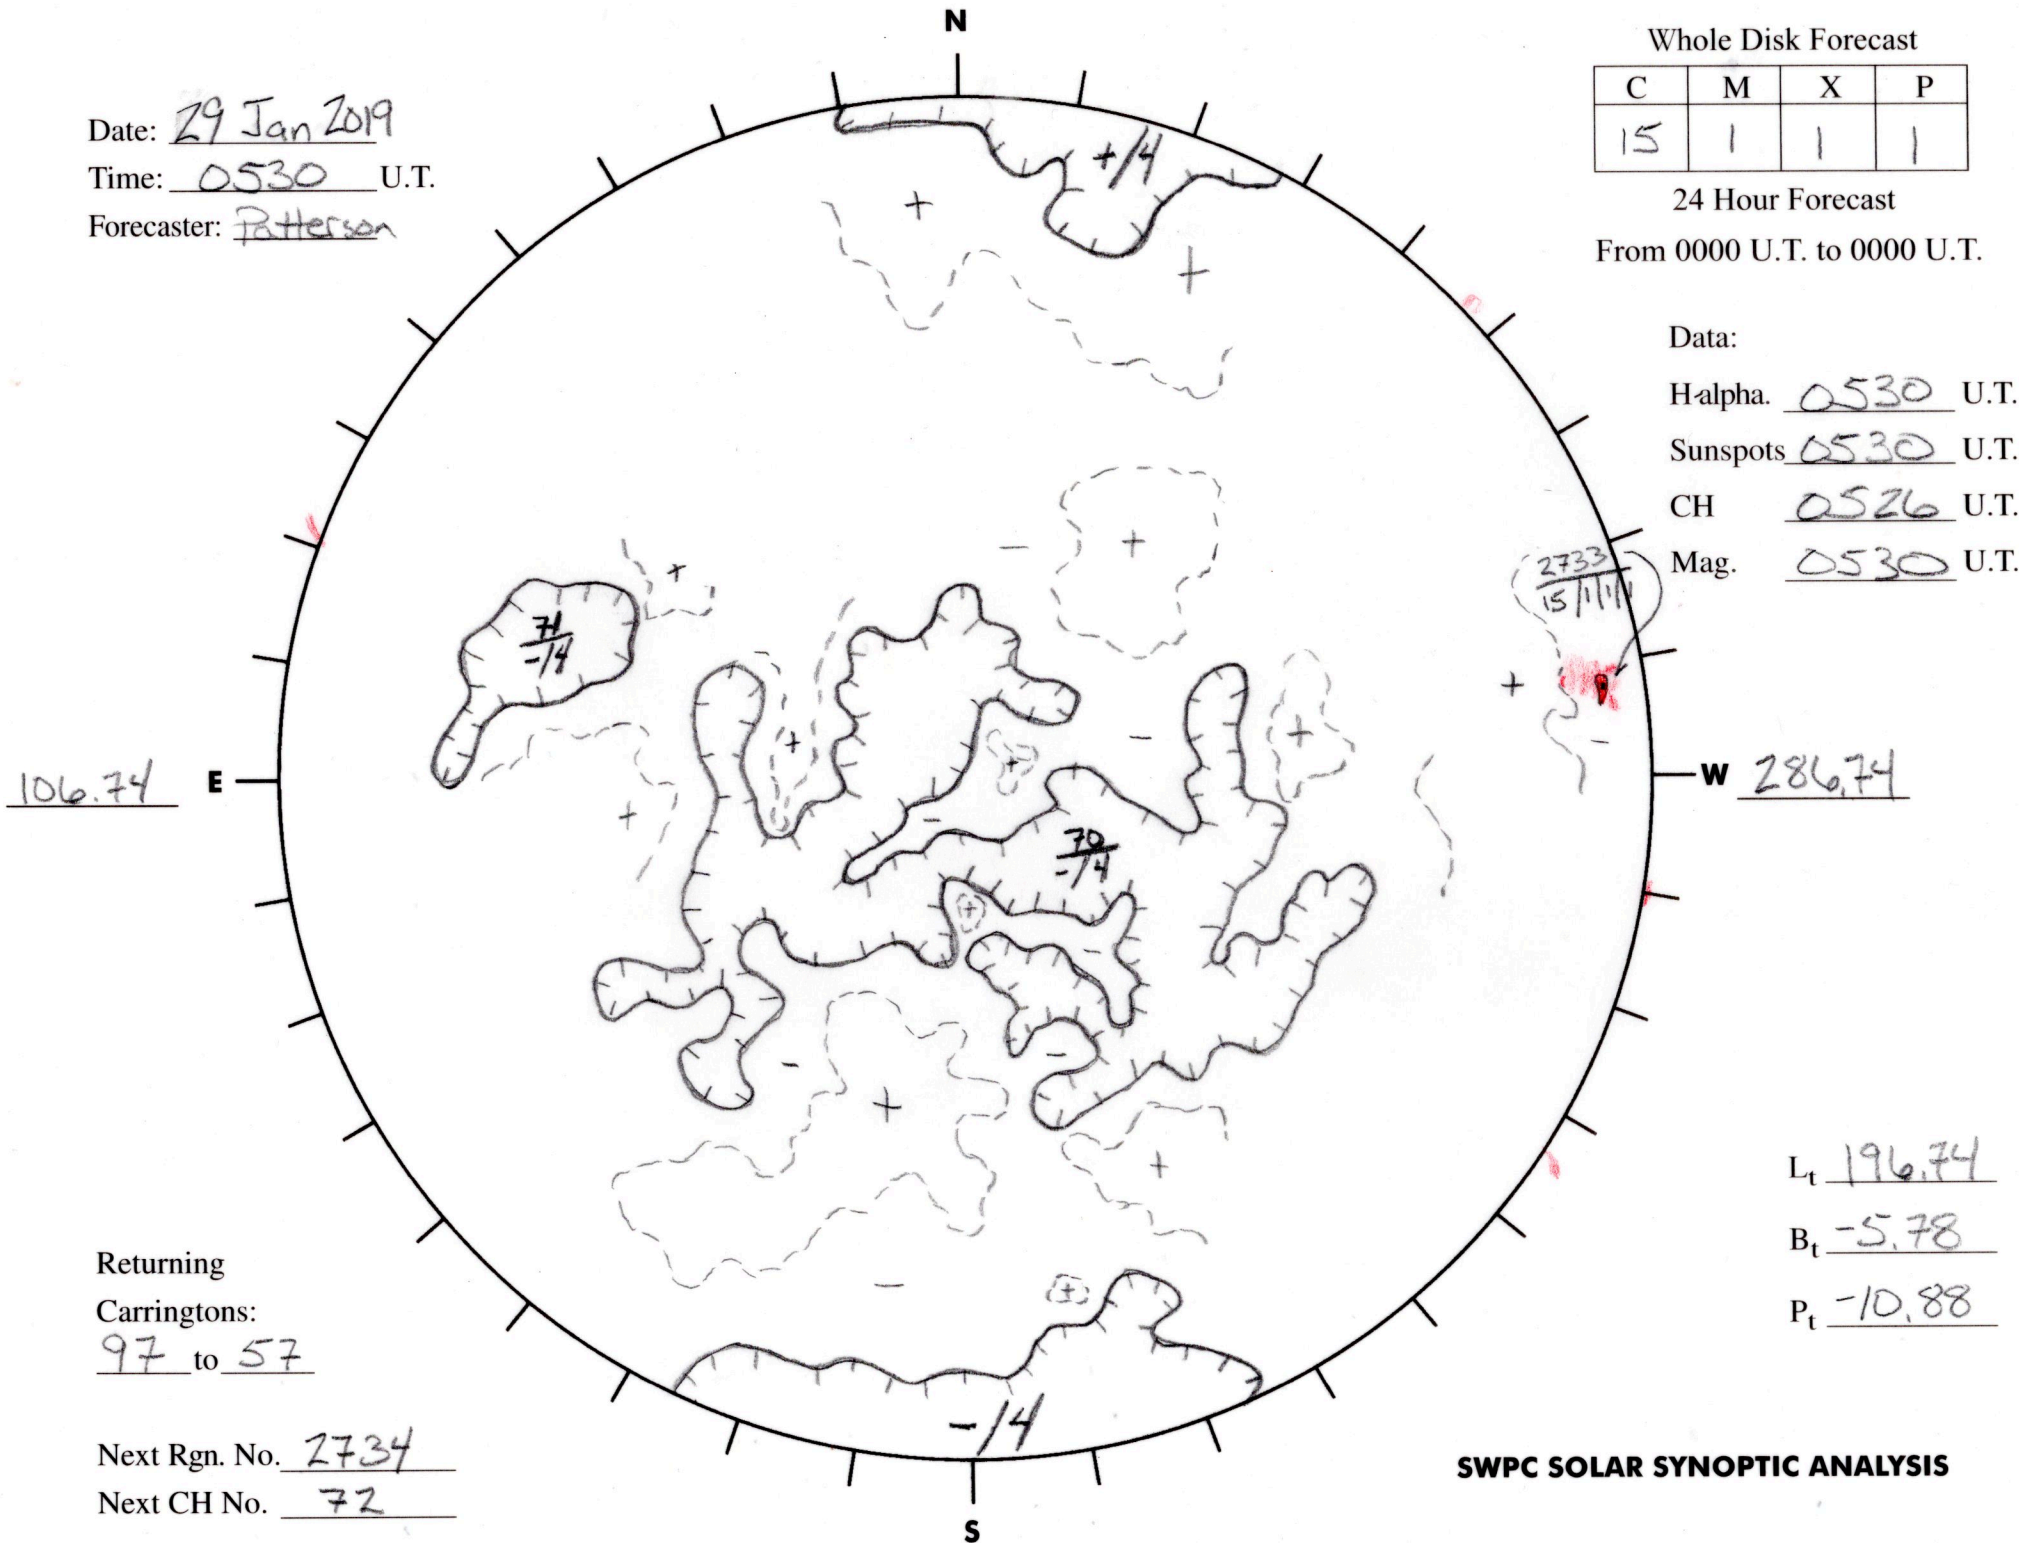 N
Whole Disk Forecast
C M X P
15 1 1 1
24 Hour Forecast
From 0000 U.T. to 0000 U.T.
Date: 29 Jan 2019
Time: 0530 U.T.
Forecaster: Patterson
+/4
+
+
Data:
H-alpha. 0530 U.T.
Sunspots 0530 U.T.
CH 0526 U.T.
Mag. 0530 U.T.
-
+
+
2733
15/1/1/1
71
-/4
+
+
+
+
-
-
106.74 E
W 286.74
+
+
-
70
-/4
+
-
-
-
+
+
Lt 196.74
Bt -5.78
Pt -10.88
-
+
Returning
Carringtons:
97 to 57
-/4
Next Rgn. No. 2734
Next CH No. 72
SWPC SOLAR SYNOPTIC ANALYSIS
S